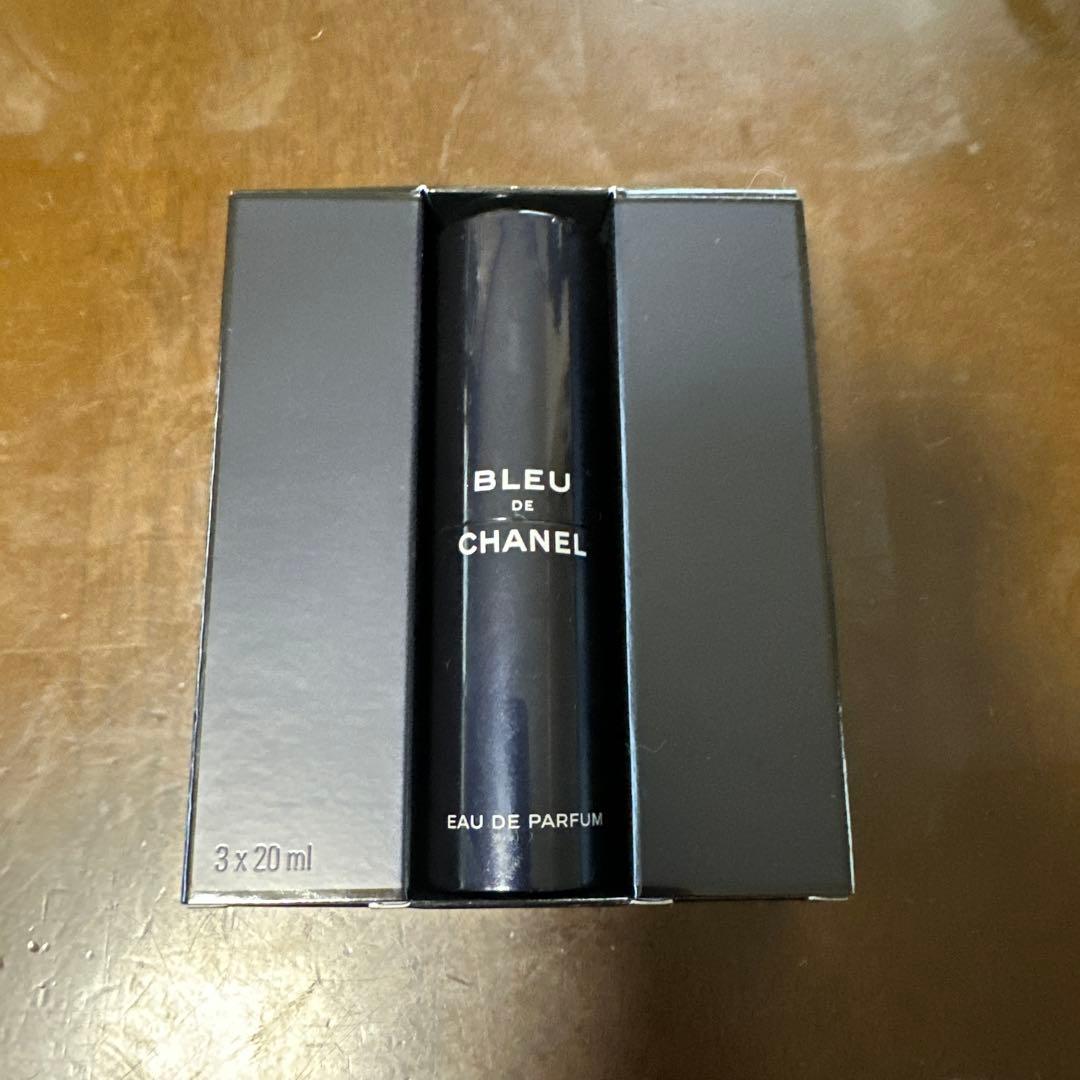 BLEU
DE
CHANEL
EAU DE PARFUM
3 x 20 ml